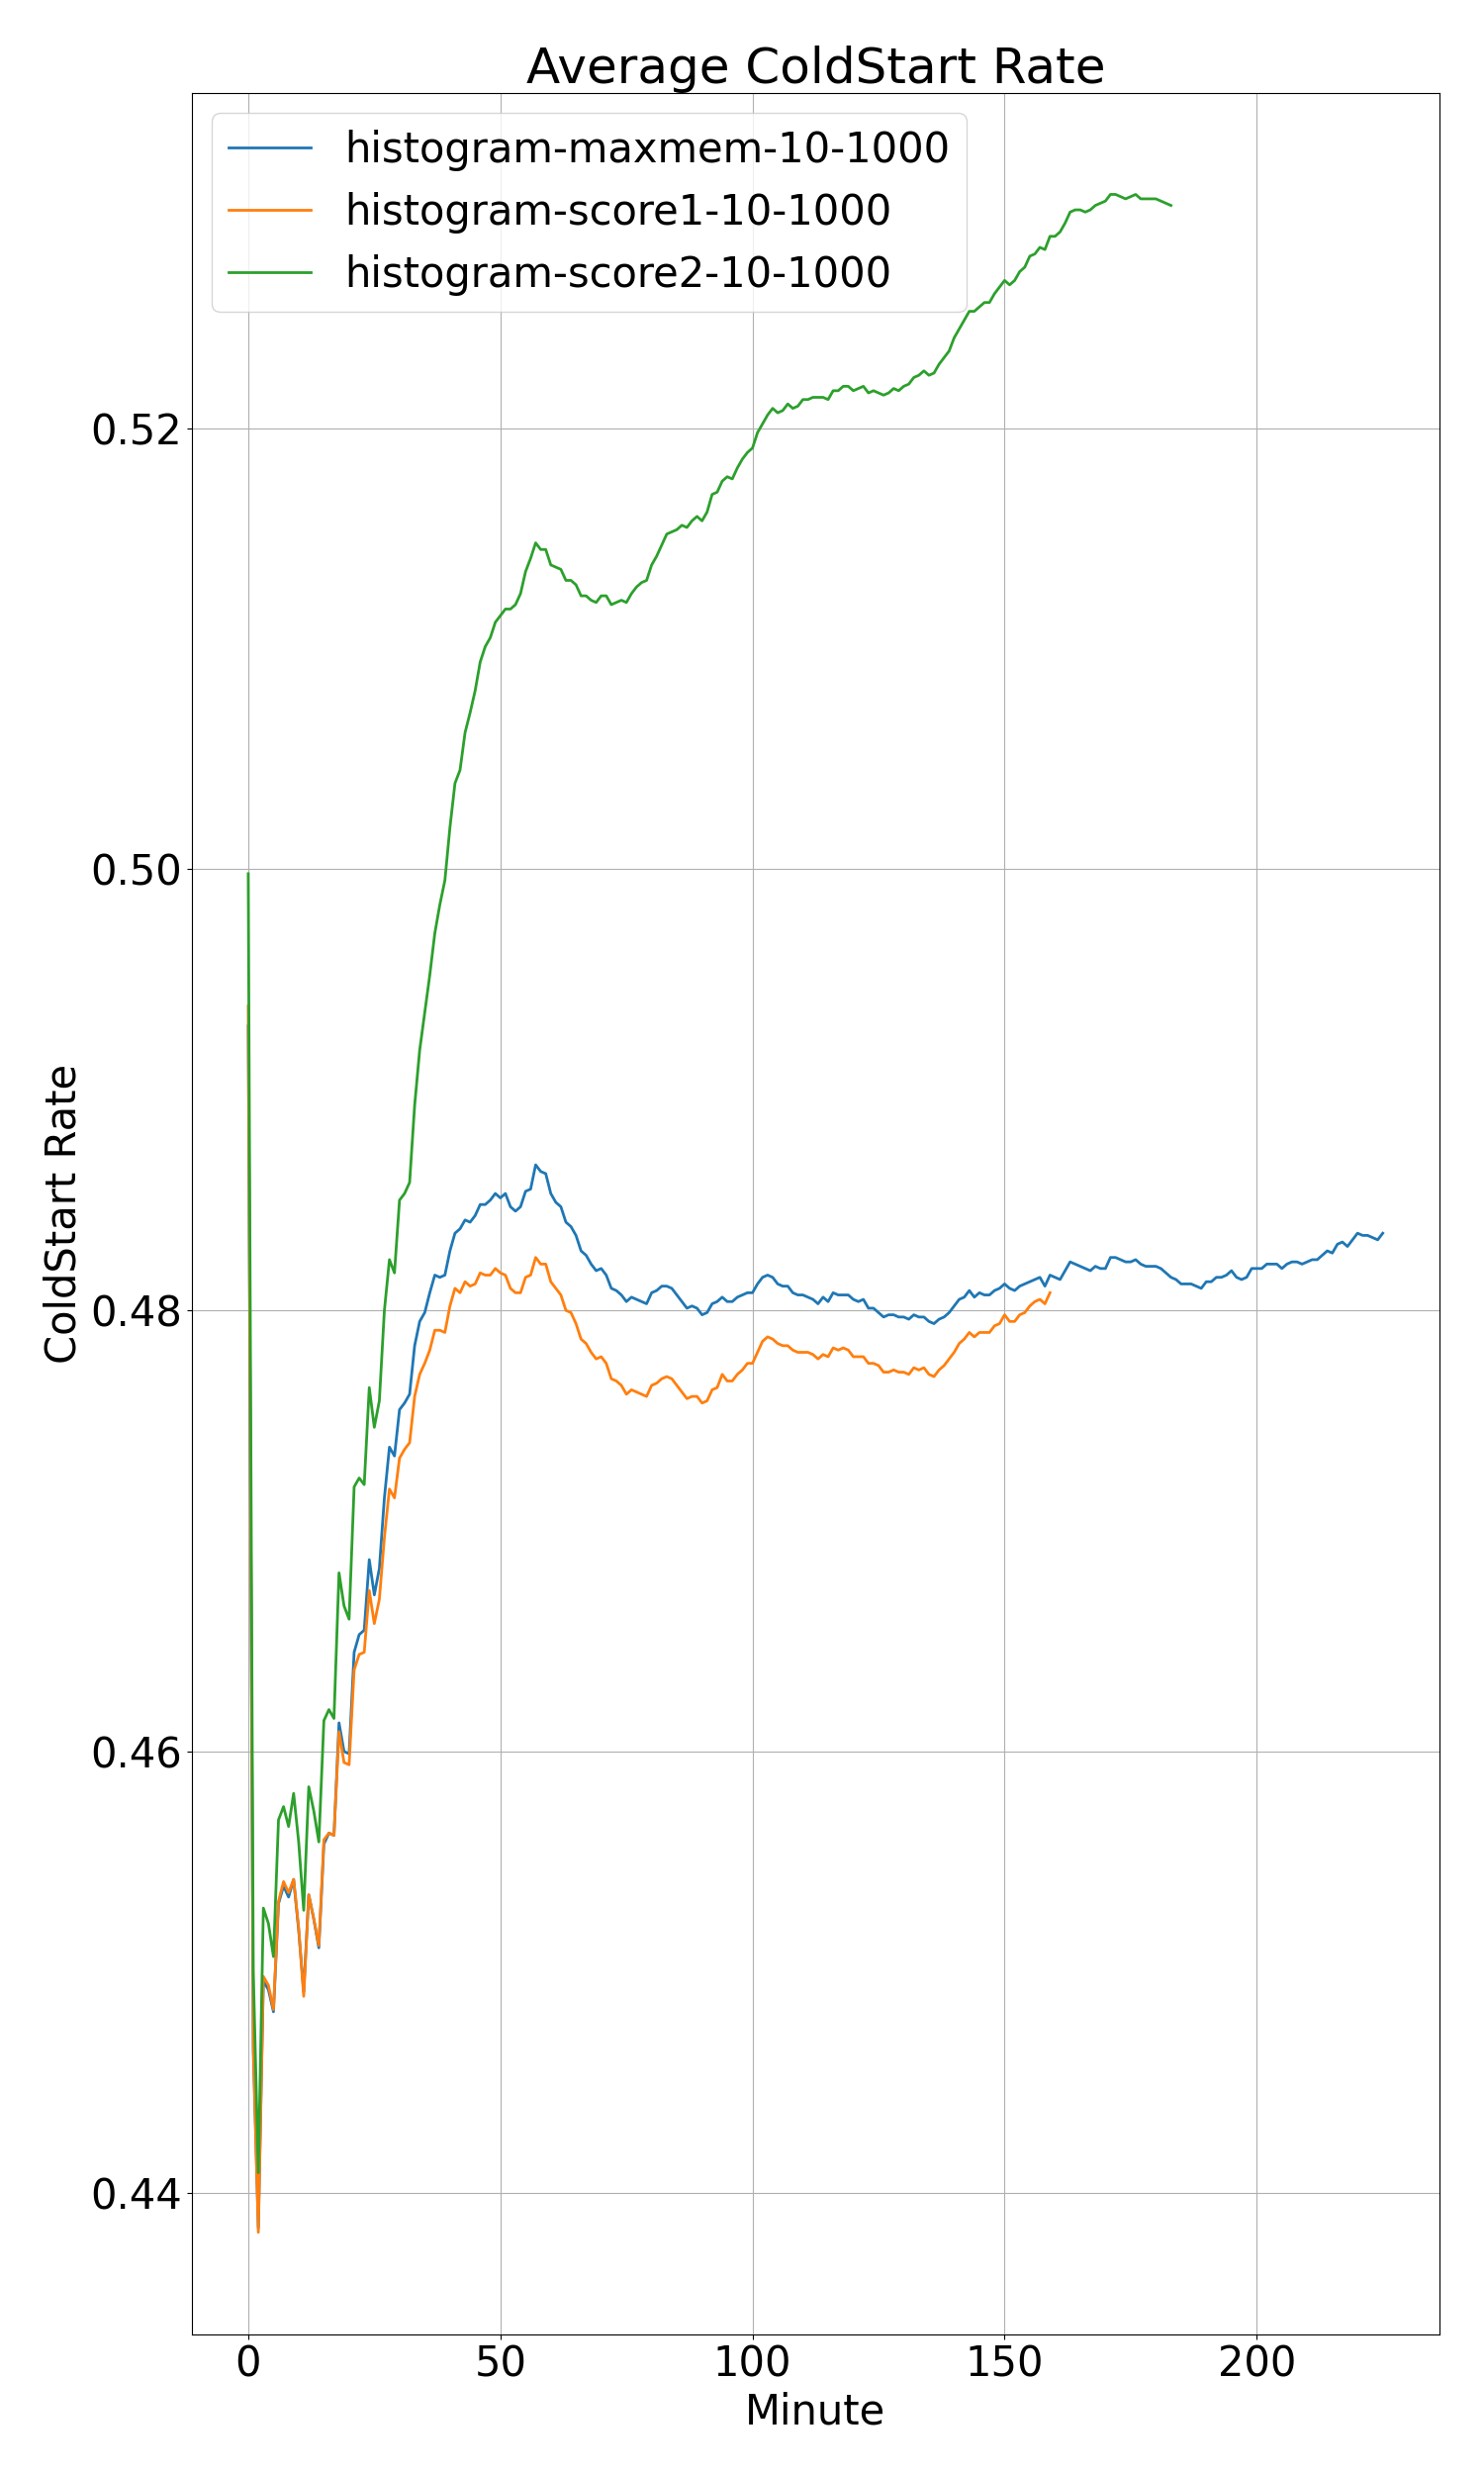 Average ColdStart Rate
histogram-maxmem-10-1000
histogram-score1-10-1000
histogram-score2-10-1000
0.52
0.50
0.48
0.46
0.44
ColdStart Rate
0 50 100 150 200
Minute